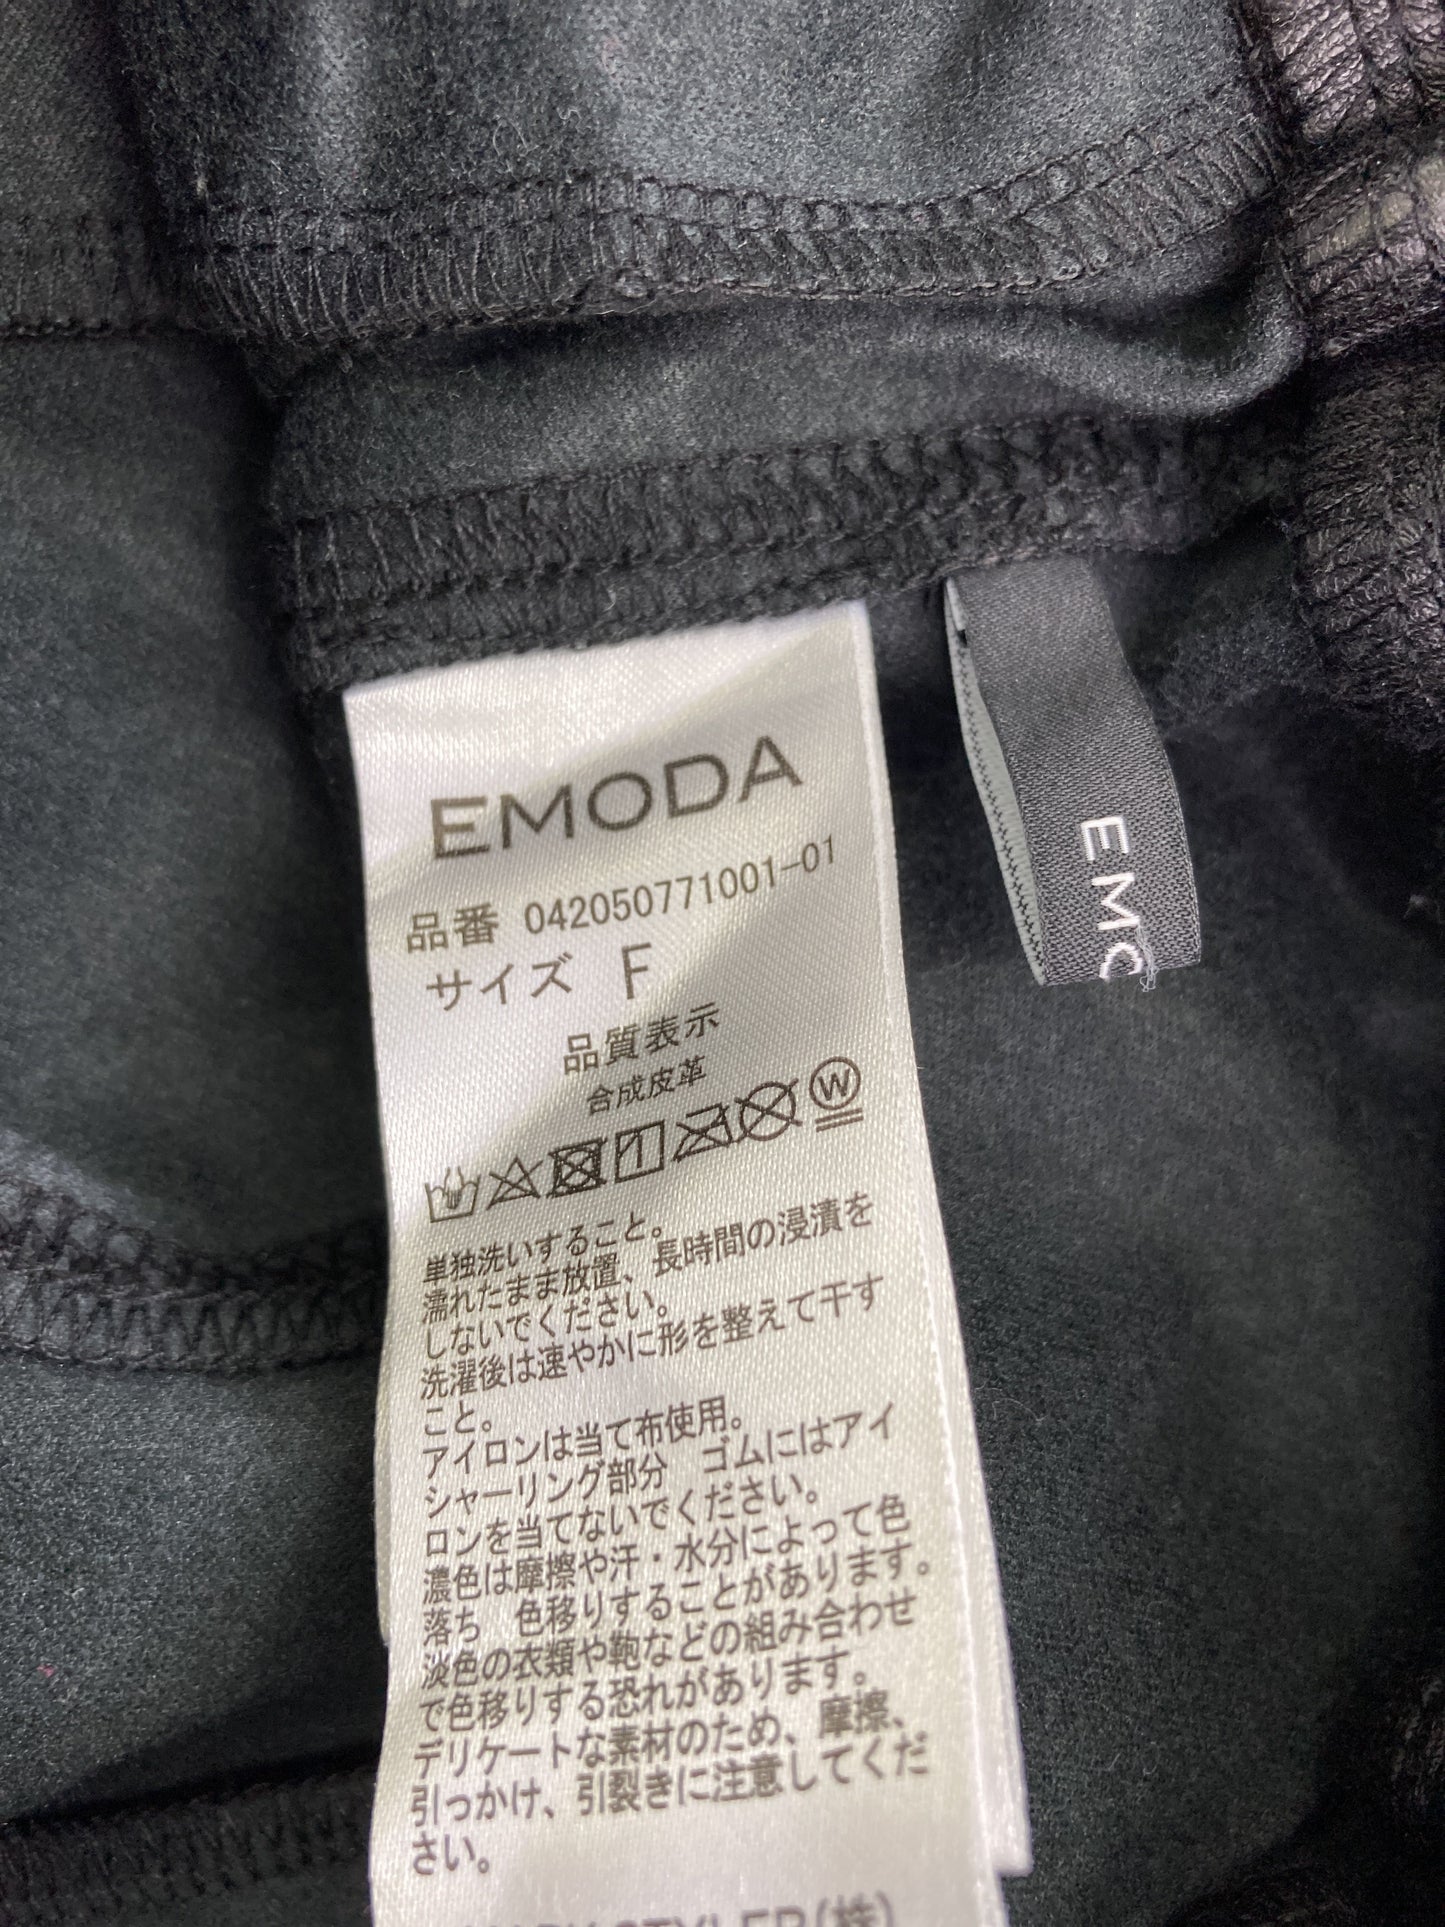 EMODA
品番 042050771001-01
サイズ F
品質表示
合成皮革
W
単独洗いすること。
濡れたまま放置、長時間の浸漬を
しないでください。
洗濯後は速やかに形を整えて干す
こと。
アイロンは当て布使用。
シャーリング部分 ゴムにはアイ
ロンを当てないでください。
濃色は摩擦や汗・水分によって色
落ち 色移りすることがあります。
淡色の衣類や鞄などの組み合わせ
で色移りする恐れがあります。
デリケートな素材のため、摩擦、
引っかけ、引裂きに注意してくだ
さい。
STYLER(株)
EMO